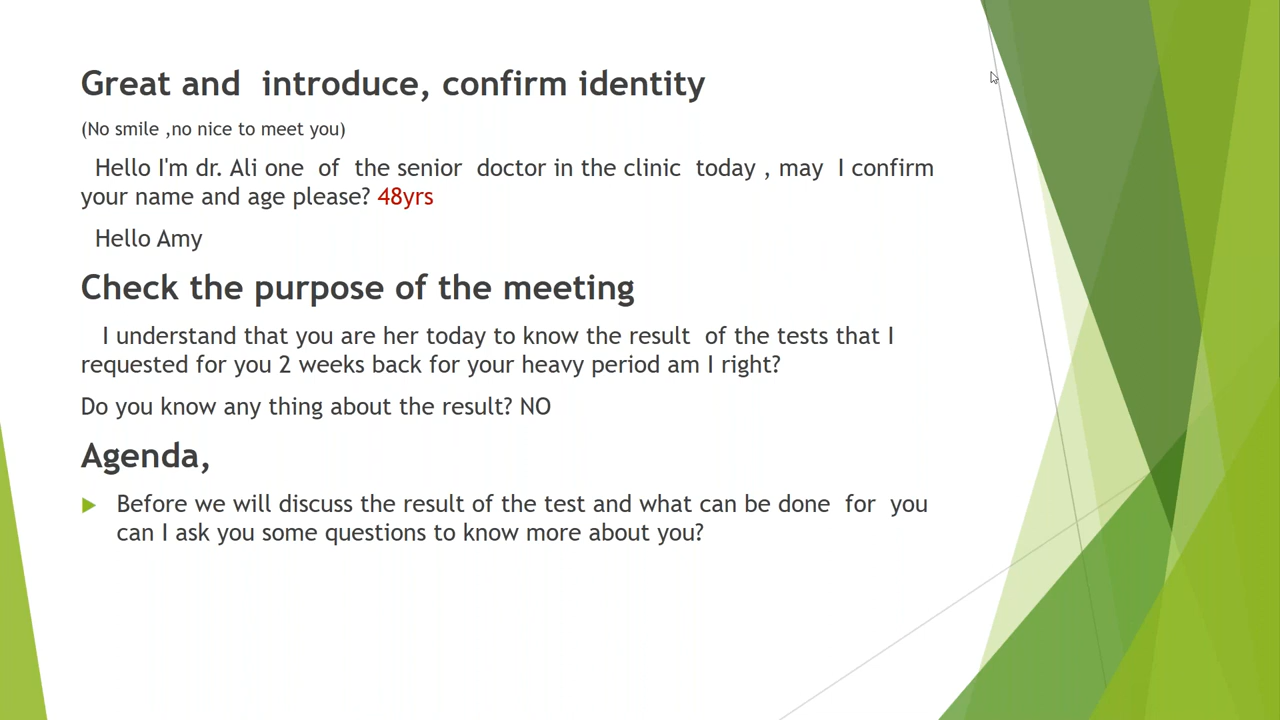 Great and  introduce, confirm identity
(No smile ,no nice to meet you)
Hello I'm dr. Ali one  of  the senior  doctor in the clinic  today , may  I confirm
your name and age please? 48yrs
Hello Amy
Check the purpose of the meeting
I understand that you are her today to know the result  of the tests that I
requested for you 2 weeks back for your heavy period am I right?
Do you know any thing about the result? NO
Agenda,
Before we will discuss the result of the test and what can be done  for  you
can I ask you some questions to know more about you?